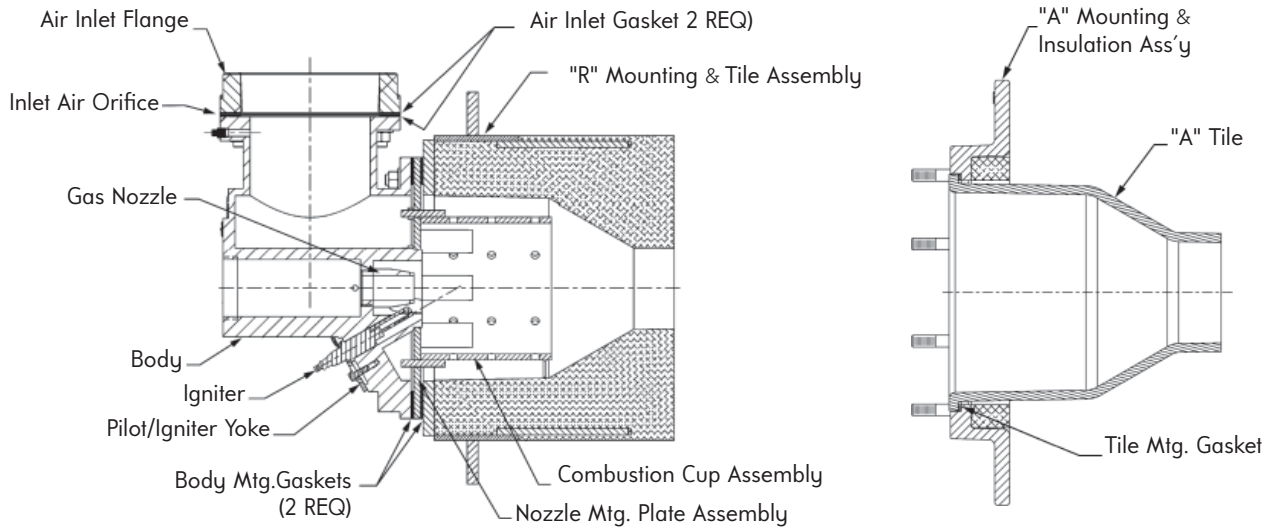 Air Inlet Flange
Air Inlet Gasket 2 REQ)
"A" Mounting &
Insulation Ass'y
"R" Mounting & Tile Assembly
Inlet Air Orifice
"A" Tile
Gas Nozzle
Body
Igniter
Pilot/Igniter Yoke
Tile Mtg. Gasket
Body Mtg.Gaskets
(2 REQ)
Combustion Cup Assembly
Nozzle Mtg. Plate Assembly